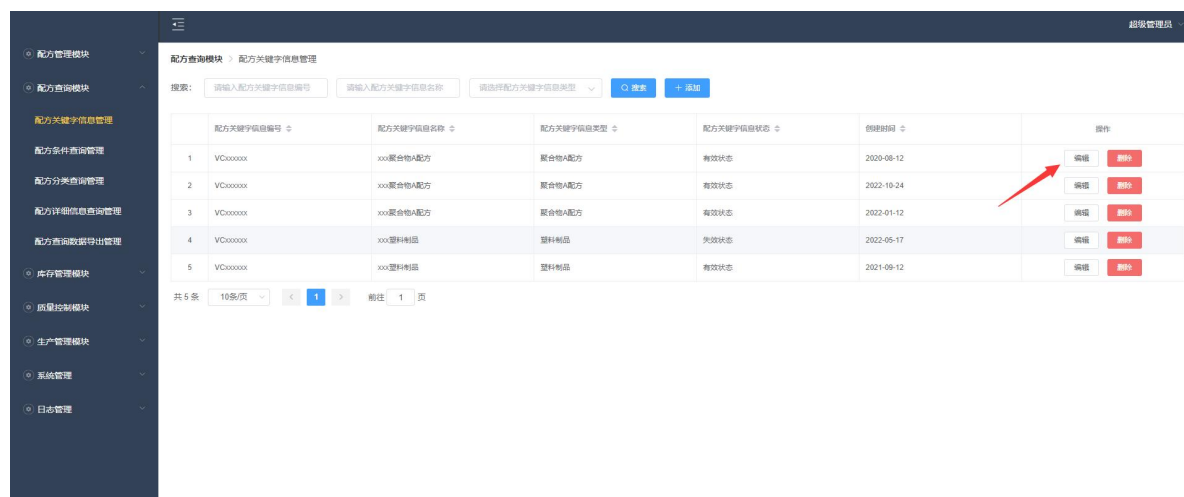 超级管理员
配方管理模块
配方查询模块
配方关键字信息管理
配方条件查询管理
配方分类查询管理
配方详细信息查询管理
配方查询数据导出管理
库存管理模块
质量控制模块
生产管理模块
系统管理
日志管理
配方查询模块 > 配方关键字信息管理
搜索: 请输入配方关键字信息编号 请输入配方关键字信息名称 请选择配方关键字信息类型 搜索 + 添加
配方关键字信息编号 配方关键字信息名称 配方关键字信息类型 配方关键字信息状态 创建时间 操作
1 VCxxxxxx xxx聚合物A配方 聚合物A配方 有效状态 2020-08-12 编辑 删除
2 VCxxxxxx xxx聚合物A配方 聚合物A配方 有效状态 2022-10-24 编辑 删除
3 VCxxxxxx xxx聚合物A配方 聚合物A配方 有效状态 2022-01-12 编辑 删除
4 VCxxxxxx xxx塑料制品 塑料制品 失效状态 2022-05-17 编辑 删除
5 VCxxxxxx xxx塑料制品 塑料制品 有效状态 2021-09-12 编辑 删除
共 5 条 10条/页 < 1 > 前往 1 页